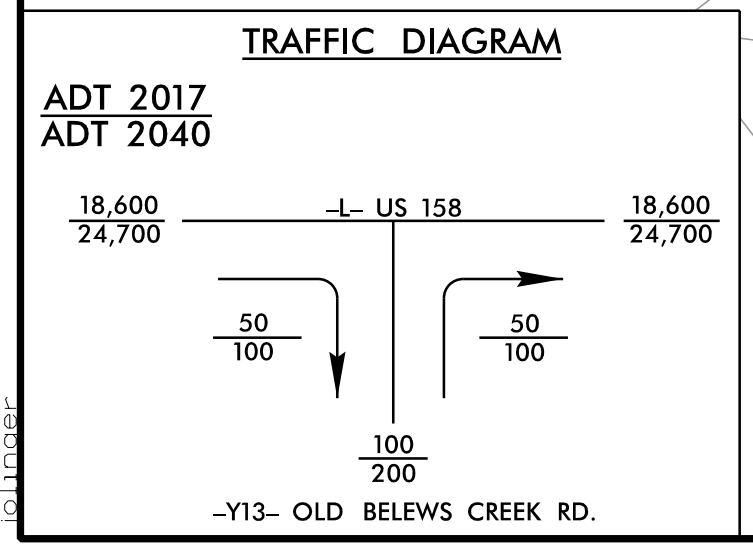 TRAFFIC DIAGRAM
ADT 2017
ADT 2040
18,600
24,700
–L– US 158
18,600
24,700
50
100
50
100
100
200
–Y13– OLD BELEWS CREEK RD.